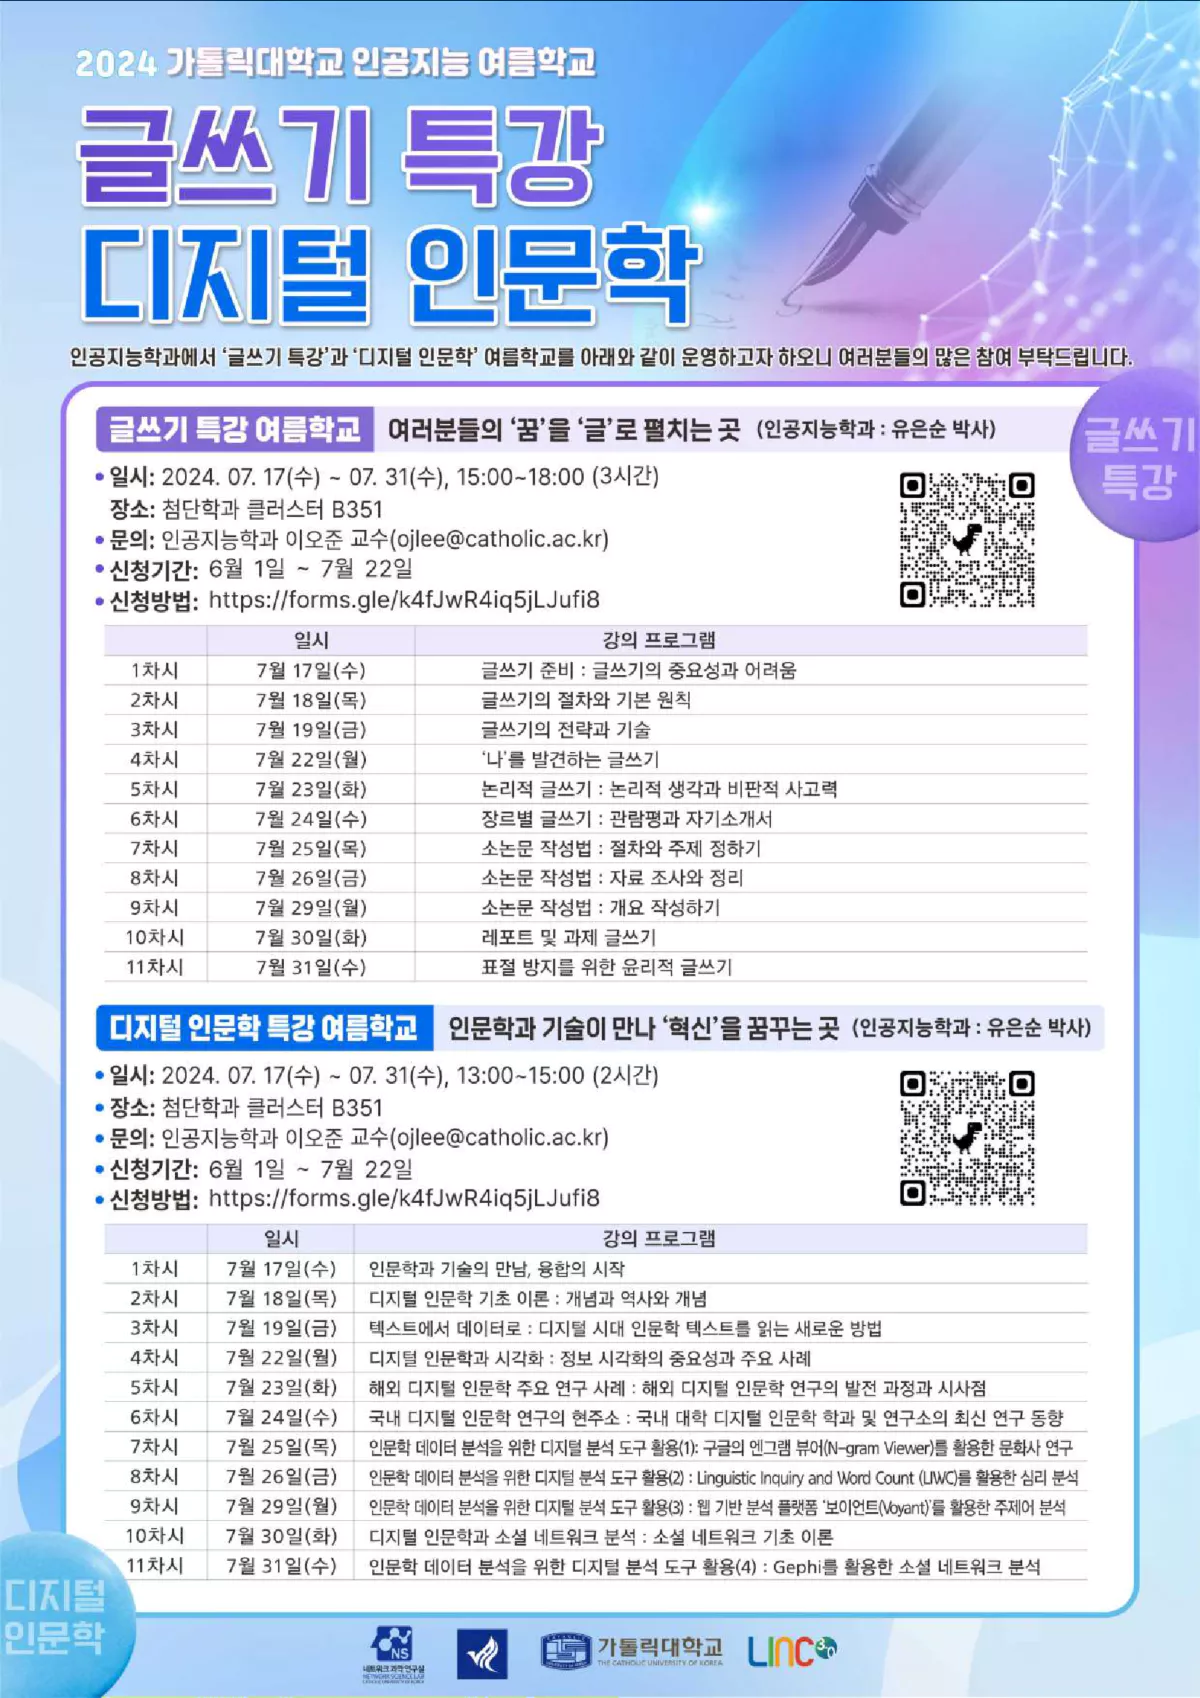 2024 가톨릭대학교 인공지능 여름학교
글쓰기 특강
디지털 인문학
인공지능학과에서 ‘글쓰기 특강’과 ‘디지털 인문학’ 여름학교를 아래와 같이 운영하고자 하오니 여러분들의 많은 참여 부탁드립니다.
글쓰기 특강 여름학교 여러분들의 ‘꿈’을 ‘글’로 펼치는 곳 (인공지능학과 : 유은순 박사)
글쓰기
특강
• 일시: 2024. 07. 17(수) ~ 07. 31(수), 15:00~18:00 (3시간)
장소: 첨단학과 클러스터 B351
• 문의: 인공지능학과 이오준 교수(ojlee@catholic.ac.kr)
• 신청기간: 6월 1일 ~ 7월 22일
• 신청방법: https://forms.gle/k4fJwR4iq5jLJufi8
일시 강의 프로그램
1차시 7월 17일(수) 글쓰기 준비 : 글쓰기의 중요성과 어려움
2차시 7월 18일(목) 글쓰기의 절차와 기본 원칙
3차시 7월 19일(금) 글쓰기의 전략과 기술
4차시 7월 22일(월) ‘나’를 발견하는 글쓰기
5차시 7월 23일(화) 논리적 글쓰기 : 논리적 생각과 비판적 사고력
6차시 7월 24일(수) 장르별 글쓰기 : 관람평과 자기소개서
7차시 7월 25일(목) 소논문 작성법 : 절차와 주제 정하기
8차시 7월 26일(금) 소논문 작성법 : 자료 조사와 정리
9차시 7월 29일(월) 소논문 작성법 : 개요 작성하기
10차시 7월 30일(화) 레포트 및 과제 글쓰기
11차시 7월 31일(수) 표절 방지를 위한 윤리적 글쓰기
디지털 인문학 특강 여름학교 인문학과 기술이 만나 ‘혁신’을 꿈꾸는 곳 (인공지능학과 : 유은순 박사)
• 일시: 2024. 07. 17(수) ~ 07. 31(수), 13:00~15:00 (2시간)
• 장소: 첨단학과 클러스터 B351
• 문의: 인공지능학과 이오준 교수(ojlee@catholic.ac.kr)
• 신청기간: 6월 1일 ~ 7월 22일
• 신청방법: https://forms.gle/k4fJwR4iq5jLJufi8
일시 강의 프로그램
1차시 7월 17일(수) 인문학과 기술의 만남, 융합의 시작
2차시 7월 18일(목) 디지털 인문학 기초 이론 : 개념과 역사와 개념
3차시 7월 19일(금) 텍스트에서 데이터로 : 디지털 시대 인문학 텍스트를 읽는 새로운 방법
4차시 7월 22일(월) 디지털 인문학과 시각화 : 정보 시각화의 중요성과 주요 사례
5차시 7월 23일(화) 해외 디지털 인문학 주요 연구 사례 : 해외 디지털 인문학 연구의 발전 과정과 시사점
6차시 7월 24일(수) 국내 디지털 인문학 연구의 현주소 : 국내 대학 디지털 인문학 학과 및 연구소의 최신 연구 동향
7차시 7월 25일(목) 인문학 데이터 분석을 위한 디지털 분석 도구 활용(1): 구글의 엔그램 뷰어(N-gram Viewer)를 활용한 문화사 연구
8차시 7월 26일(금) 인문학 데이터 분석을 위한 디지털 분석 도구 활용(2) : Linguistic Inquiry and Word Count (LIWC)를 활용한 심리 분석
9차시 7월 29일(월) 인문학 데이터 분석을 위한 디지털 분석 도구 활용(3) : 웹 기반 분석 플랫폼 ‘보이언트(Voyant)’를 활용한 주제어 분석
10차시 7월 30일(화) 디지털 인문학과 소셜 네트워크 분석 : 소셜 네트워크 기초 이론
11차시 7월 31일(수) 인문학 데이터 분석을 위한 디지털 분석 도구 활용(4) : Gephi를 활용한 소셜 네트워크 분석
디지털
인문학
NS
네트워크 과학 연구실
NETWORK SCIENCE LAB
가톨릭대학교
THE CATHOLIC UNIVERSITY OF KOREA
LINC 3.0